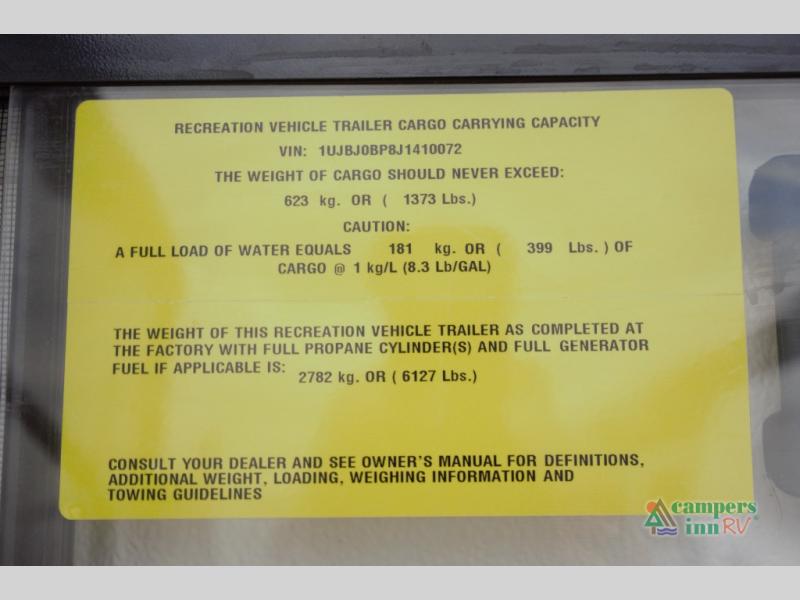 RECREATION VEHICLE TRAILER CARGO CARRYING CAPACITY
VIN: 1UJBJ0BP8J1410072
THE WEIGHT OF CARGO SHOULD NEVER EXCEED:
623 kg. OR ( 1373 Lbs.)
CAUTION:
A FULL LOAD OF WATER EQUALS 181 kg. OR ( 399 Lbs. ) OF
CARGO @ 1 kg/L (8.3 Lb/GAL)
THE WEIGHT OF THIS RECREATION VEHICLE TRAILER AS COMPLETED AT
THE FACTORY WITH FULL PROPANE CYLINDER(S) AND FULL GENERATOR
FUEL IF APPLICABLE IS: 2782 kg. OR ( 6127 Lbs.)
CONSULT YOUR DEALER AND SEE OWNER'S MANUAL FOR DEFINITIONS,
ADDITIONAL WEIGHT, LOADING, WEIGHING INFORMATION AND
TOWING GUIDELINES
campers
inn RV